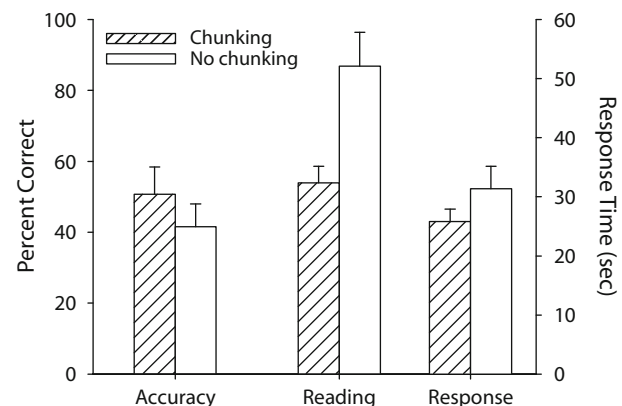 Chunking
No chunking
Percent Correct
100
80
60
40
20
0
Response Time (sec)
60
50
40
30
20
10
0
Accuracy
Reading
Response